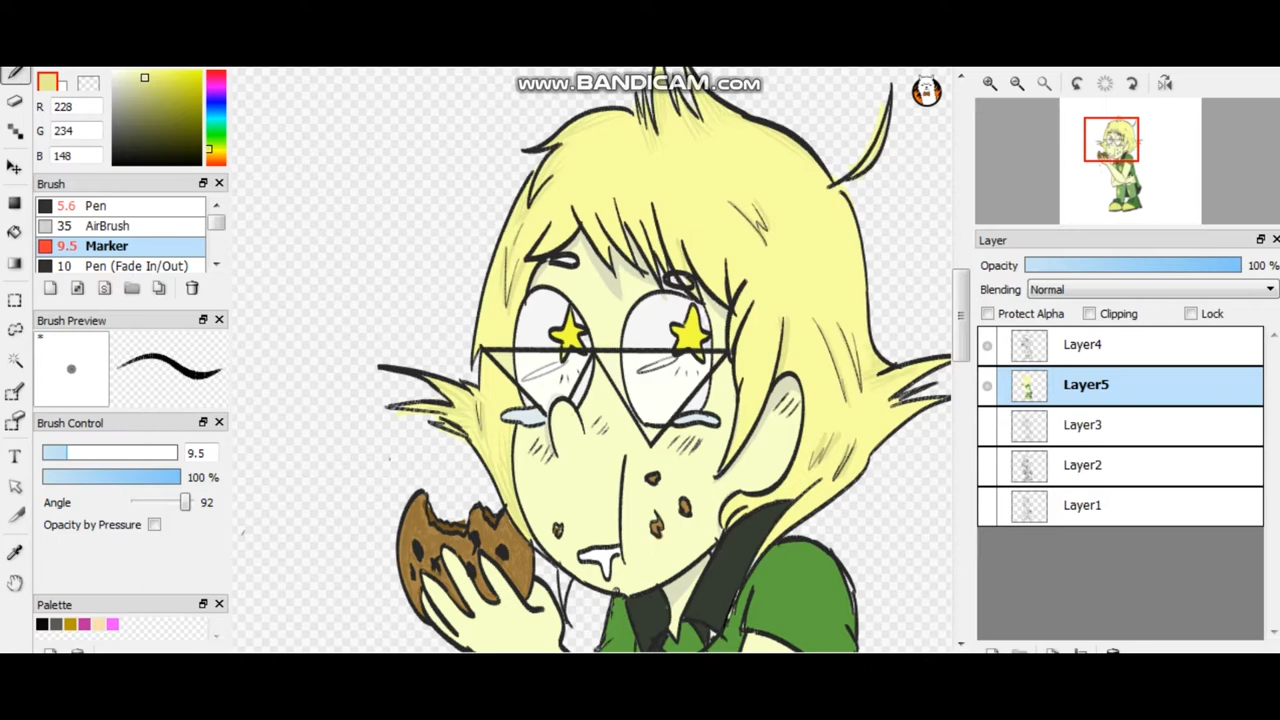 www.BANDICAM.com
R 228
G 234
B 148
Brush
5.6 Pen
35 AirBrush
9.5 Marker
10 Pen (Fade In/Out)
Brush Preview
*
Brush Control
9.5
100 %
Angle 92
Opacity by Pressure
Palette
T
Layer
Opacity 100 %
Blending Normal
Protect Alpha Clipping Lock
Layer4
Layer5
Layer3
Layer2
Layer1